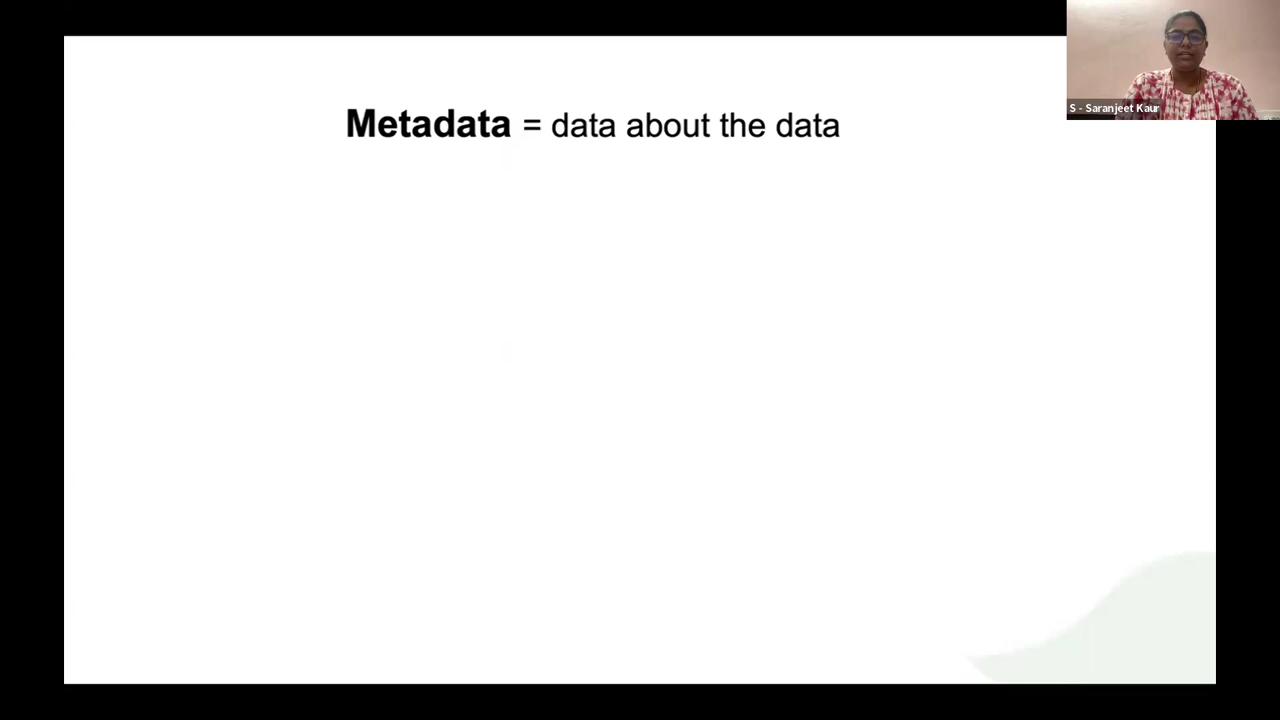 Metadata = data about the data
S - Saranjeet Kaur